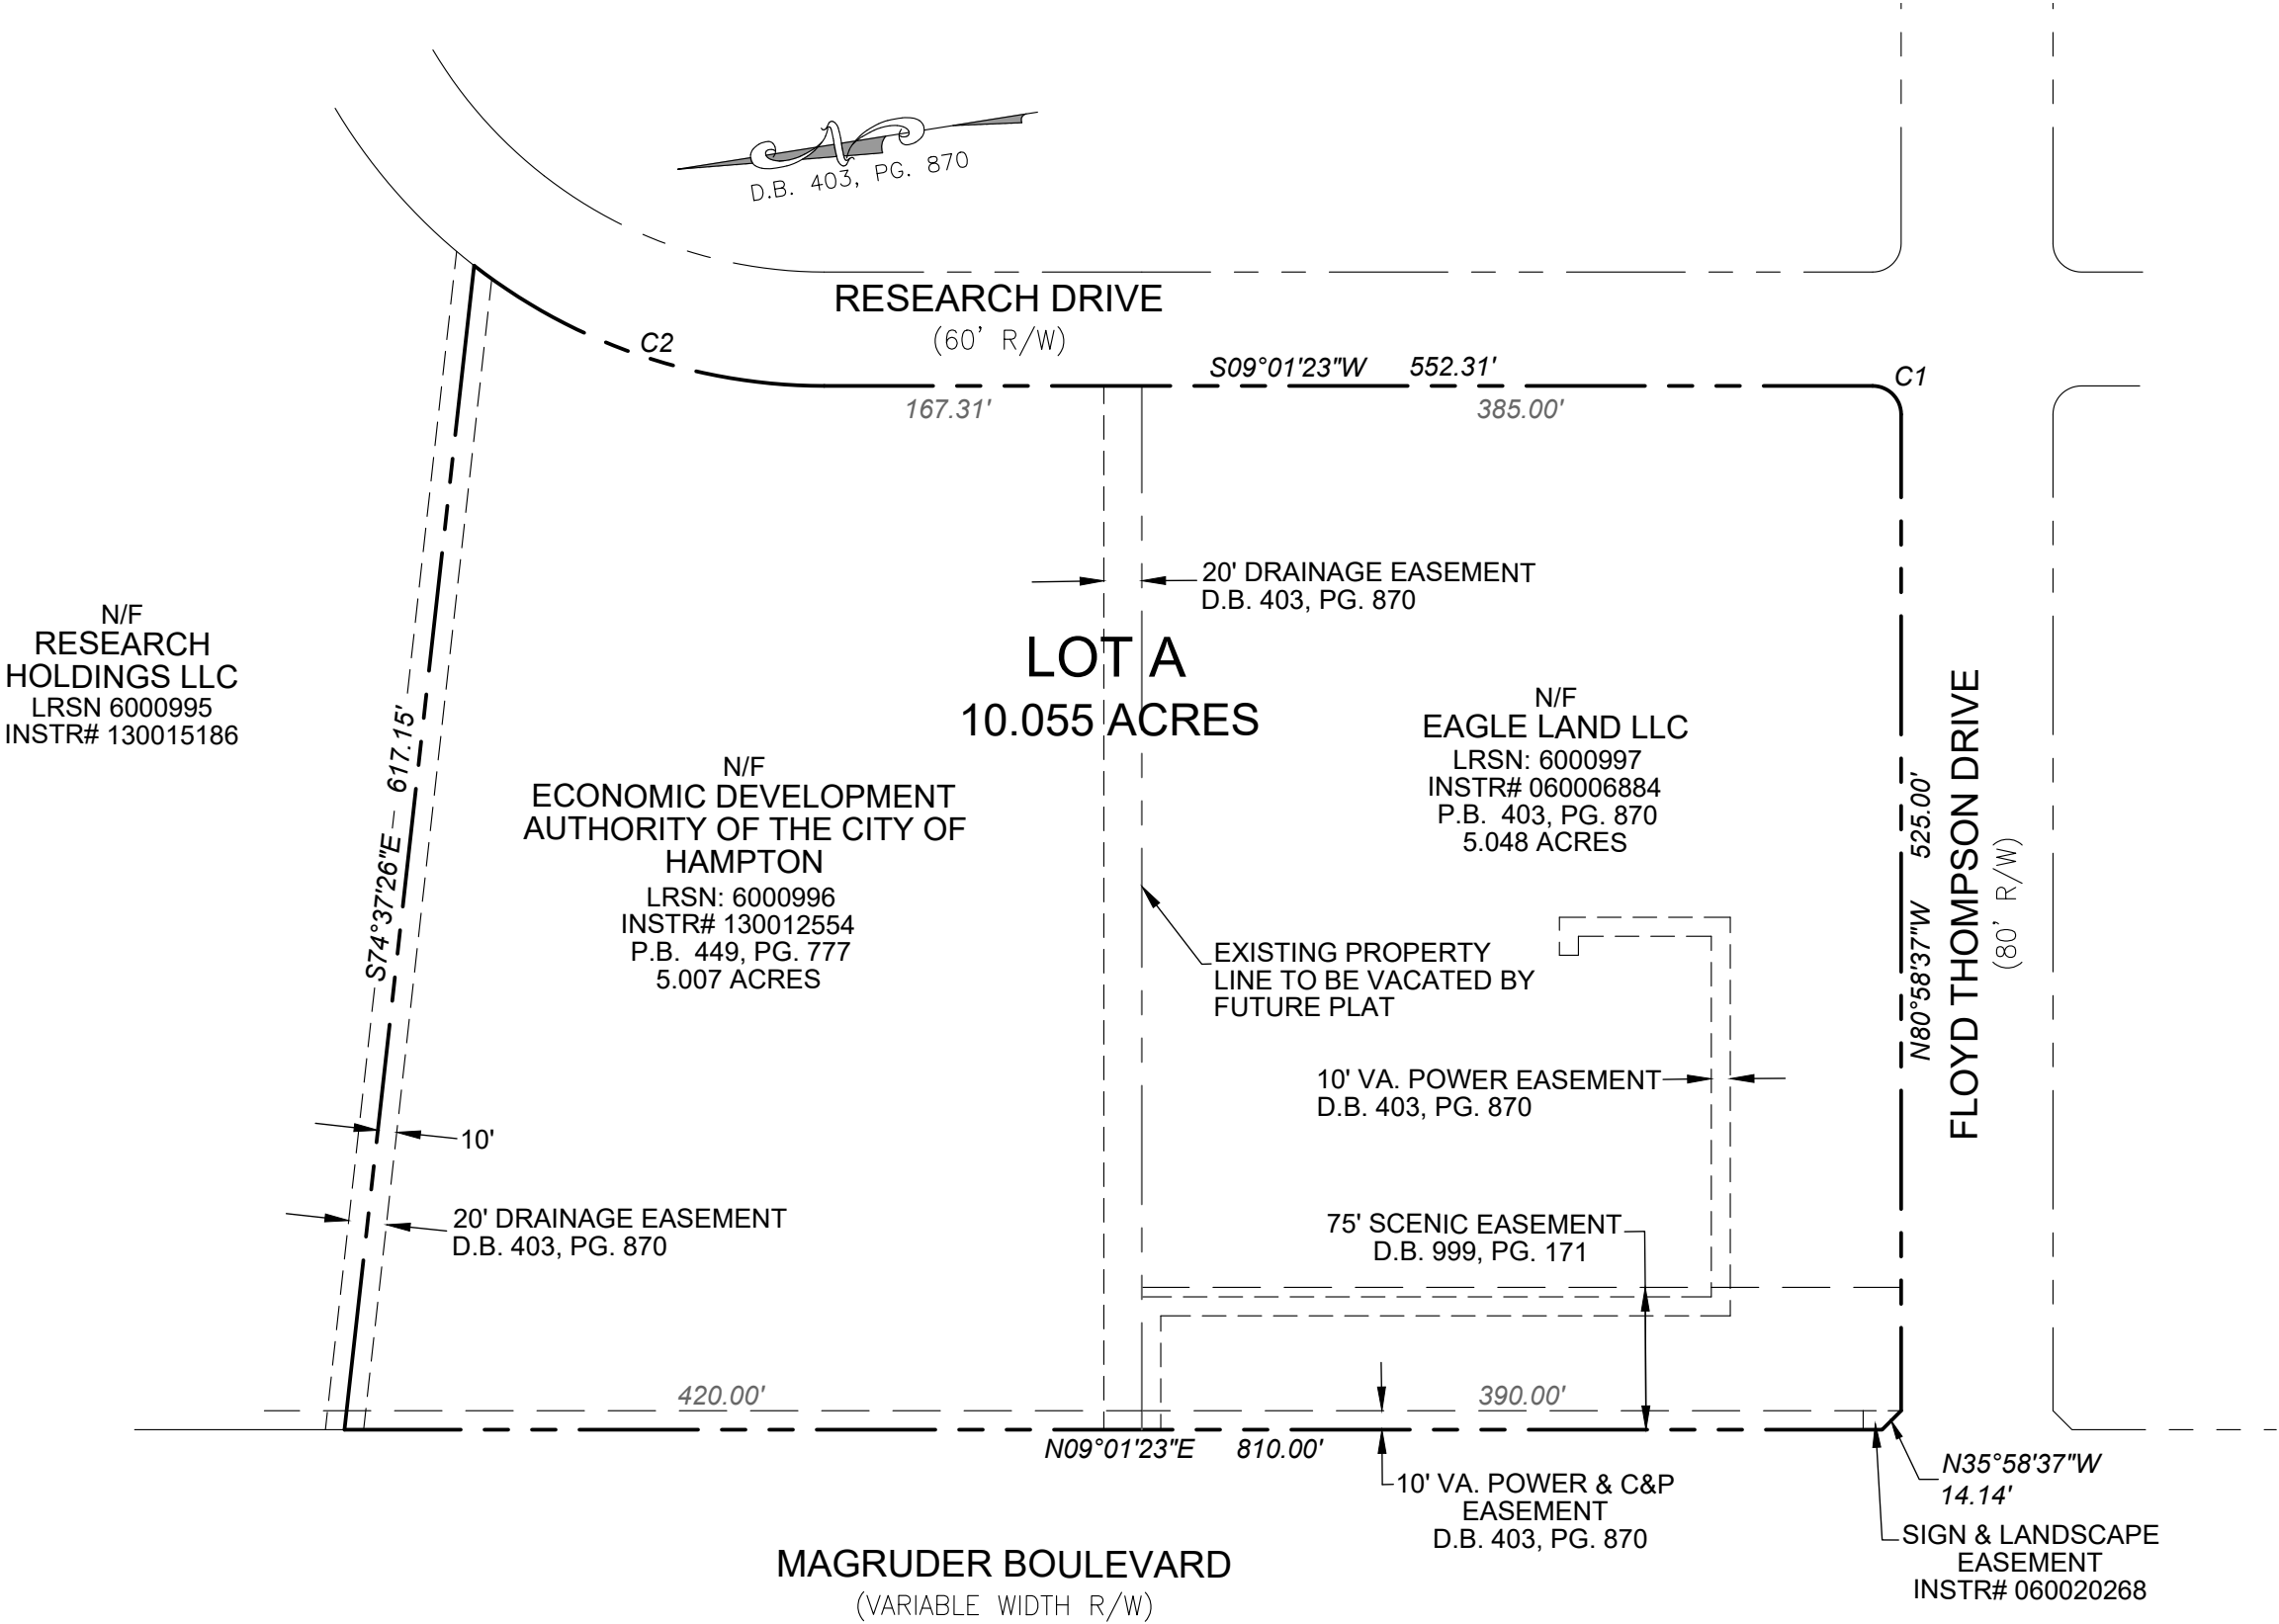 N
D.B. 403, PG. 870
RESEARCH DRIVE
(60' R/W)
C2
S09°01'23"W 552.31'
C1
167.31'
385.00'
20' DRAINAGE EASEMENT
D.B. 403, PG. 870
N/F
RESEARCH
HOLDINGS LLC
LRSN 6000995
INSTR# 130015186
S74°37'26"E 617.15'
LOT A
10.055 ACRES
N/F
ECONOMIC DEVELOPMENT
AUTHORITY OF THE CITY OF
HAMPTON
LRSN: 6000996
INSTR# 130012554
P.B. 449, PG. 777
5.007 ACRES
N/F
EAGLE LAND LLC
LRSN: 6000997
INSTR# 060006884
P.B. 403, PG. 870
5.048 ACRES
N80°58'37"W 525.00'
FLOYD THOMPSON DRIVE
(80' R/W)
EXISTING PROPERTY
LINE TO BE VACATED BY
FUTURE PLAT
10' VA. POWER EASEMENT
D.B. 403, PG. 870
10'
20' DRAINAGE EASEMENT
D.B. 403, PG. 870
75' SCENIC EASEMENT
D.B. 999, PG. 171
420.00'
390.00'
N09°01'23"E 810.00'
N35°58'37"W
14.14'
10' VA. POWER & C&P
EASEMENT
D.B. 403, PG. 870
SIGN & LANDSCAPE
EASEMENT
INSTR# 060020268
MAGRUDER BOULEVARD
(VARIABLE WIDTH R/W)